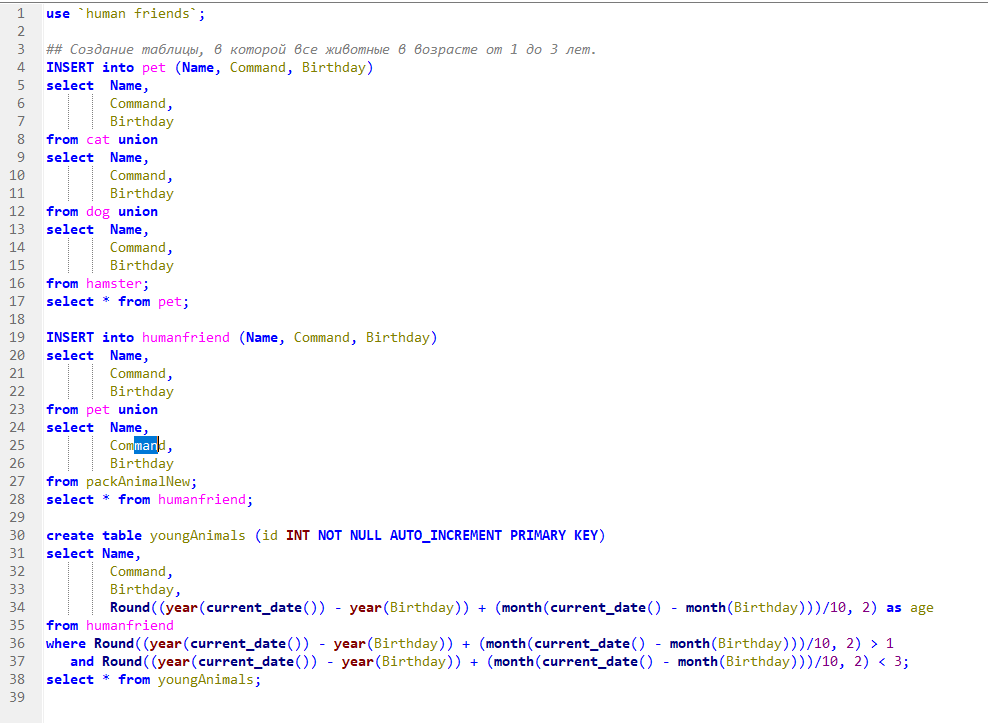 1 use `human friends`;
2
3 ## Создание таблицы, в которой все животные в возрасте от 1 до 3 лет.
4 INSERT into pet (Name, Command, Birthday)
5 select  Name,
6         Command,
7         Birthday
8 from cat union
9 select  Name,
10         Command,
11         Birthday
12 from dog union
13 select  Name,
14         Command,
15         Birthday
16 from hamster;
17 select * from pet;
18
19 INSERT into humanfriend (Name, Command, Birthday)
20 select  Name,
21         Command,
22         Birthday
23 from pet union
24 select  Name,
25         Command,
26         Birthday
27 from packAnimalNew;
28 select * from humanfriend;
29
30 create table youngAnimals (id INT NOT NULL AUTO_INCREMENT PRIMARY KEY)
31 select Name,
32         Command,
33         Birthday,
34         Round((year(current_date()) - year(Birthday)) + (month(current_date() - month(Birthday)))/10, 2) as age
35 from humanfriend
36 where Round((year(current_date()) - year(Birthday)) + (month(current_date() - month(Birthday)))/10, 2) > 1
37    and Round((year(current_date()) - year(Birthday)) + (month(current_date() - month(Birthday)))/10, 2) < 3;
38 select * from youngAnimals;
39